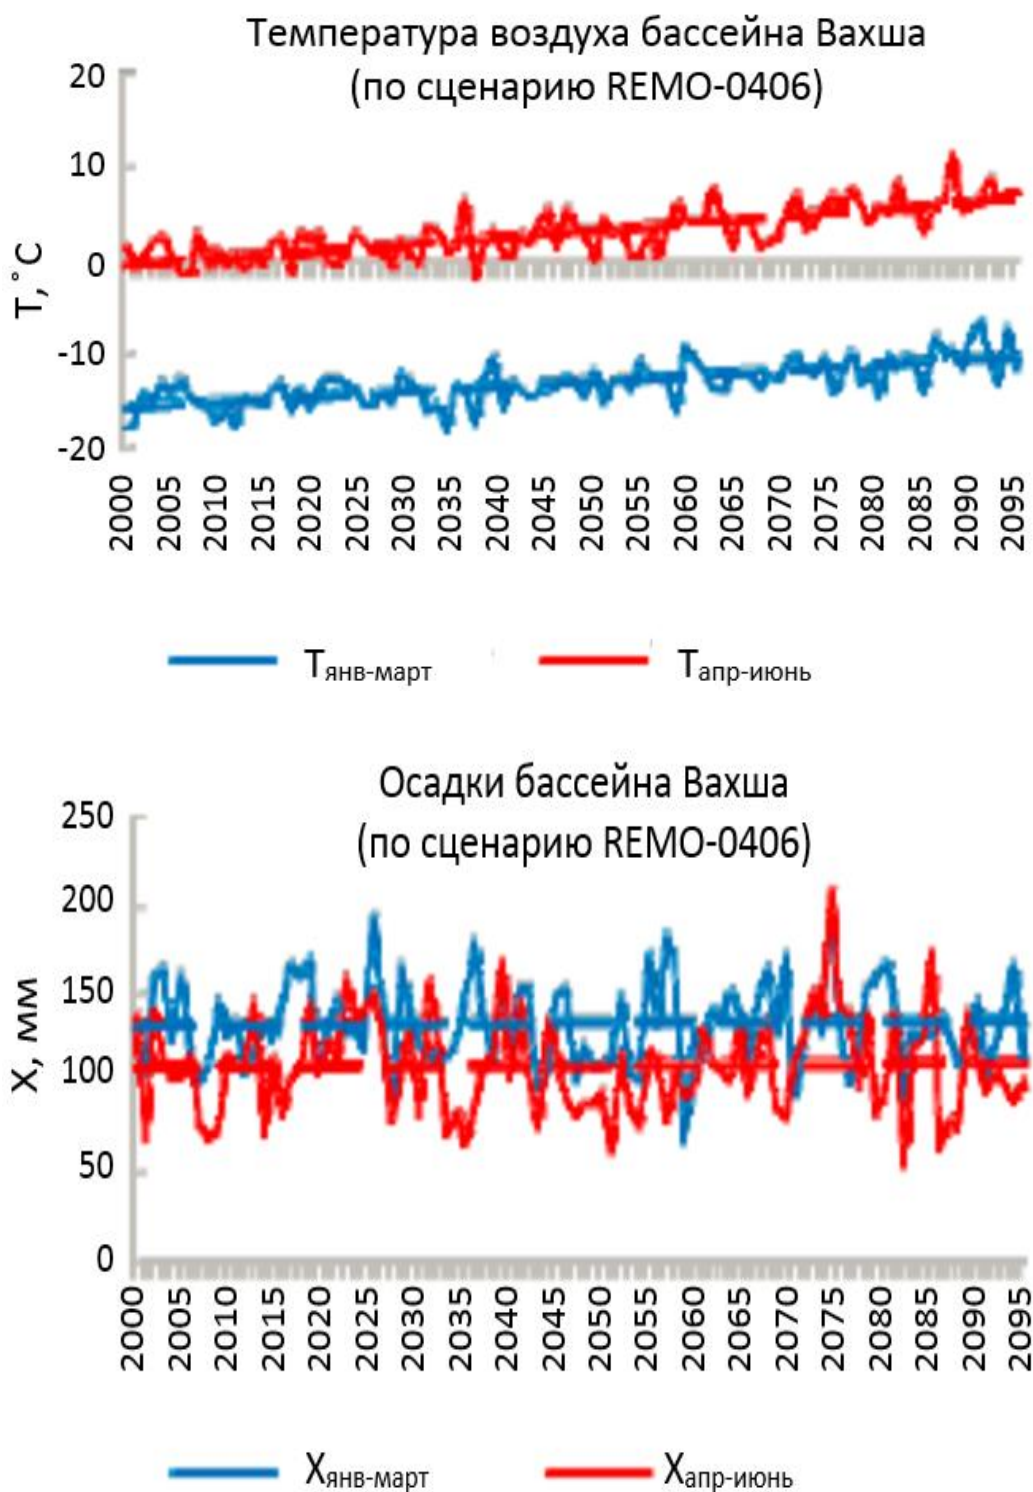 Температура воздуха бассейна Вахша
(по сценарию REMO-0406)
20
10
0
-10
-20
T,˚C
2000 2005 2010 2015 2020 2025 2030 2035 2040 2045 2050 2055 2060 2065 2070 2075 2080 2085 2090 2095
Tянв-март Tапр-июнь
Осадки бассейна Вахша
(по сценарию REMO-0406)
250
200
150
100
50
0
X, мм
2000 2005 2010 2015 2020 2025 2030 2035 2040 2045 2050 2055 2060 2065 2070 2075 2080 2085 2090 2095
Xянв-март Xапр-июнь